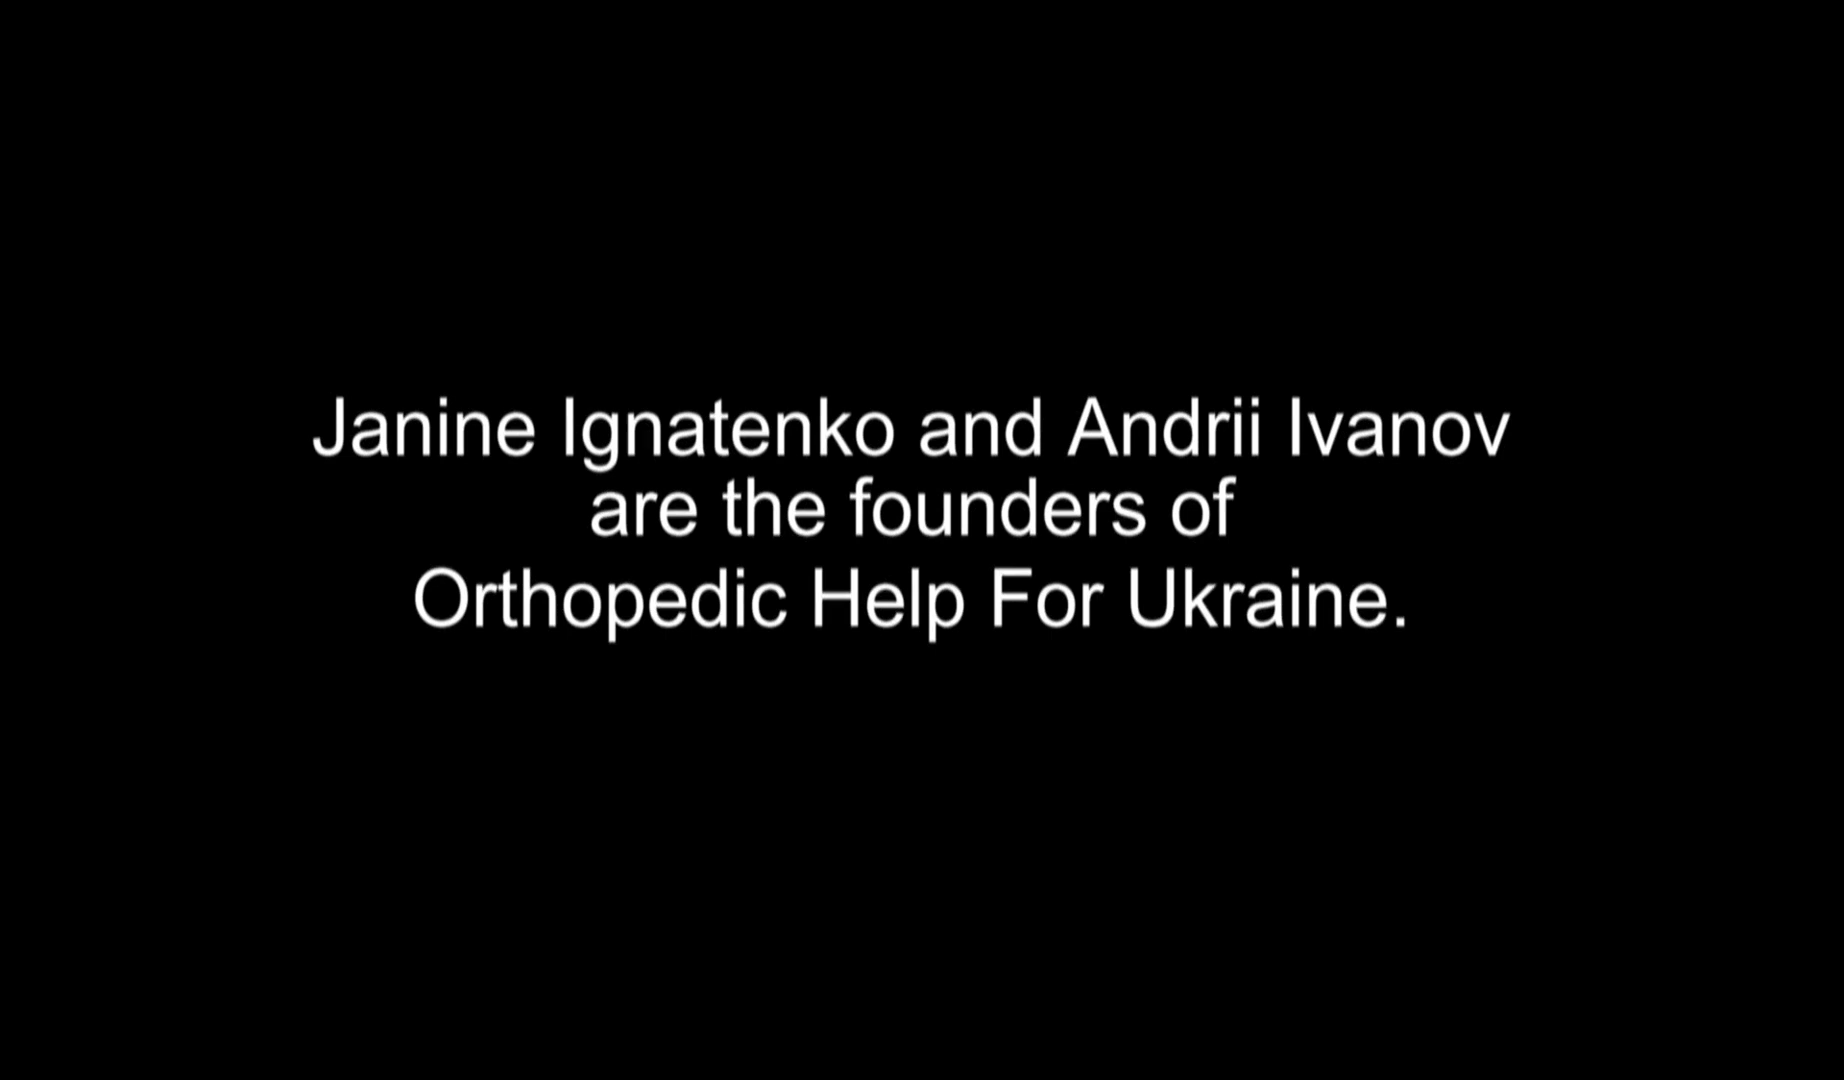 Janine Ignatenko and Andrii Ivanov
are the founders of
Orthopedic Help For Ukraine.